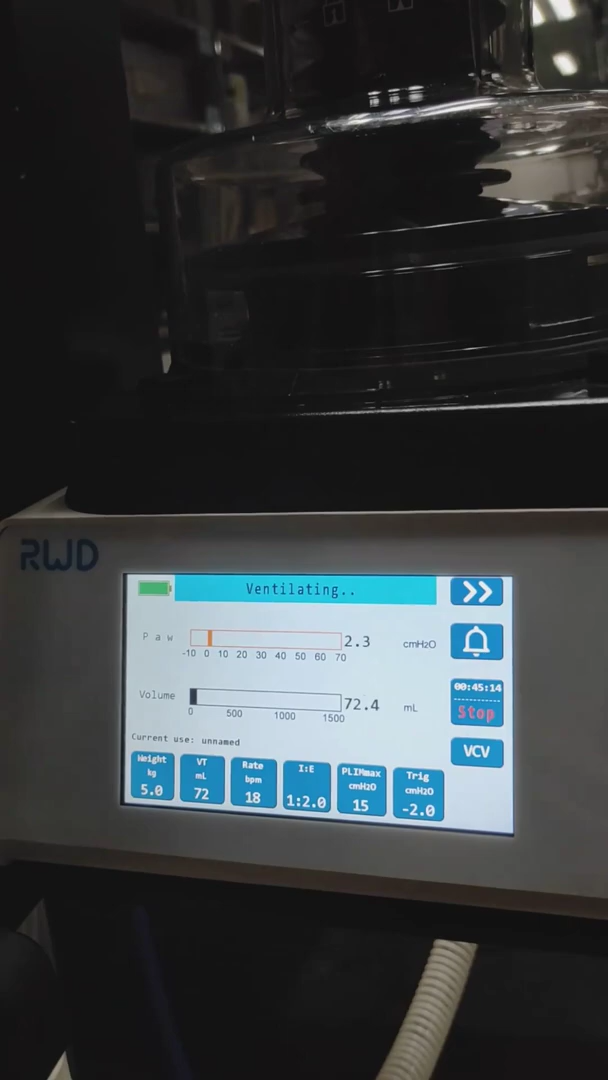 RWD
Ventilating..
P a w
2.3
cmH2O
-10 0 10 20 30 40 50 60 70
00:45:14
Stop
Volume
72.4
mL
0 500 1000 1500
Current use: unnamed
VCV
Weight
kg
5.0
VT
mL
72
Rate
bpm
18
I:E
1:2.0
PLIMmax
cmH2O
15
Trig
cmH2O
-2.0